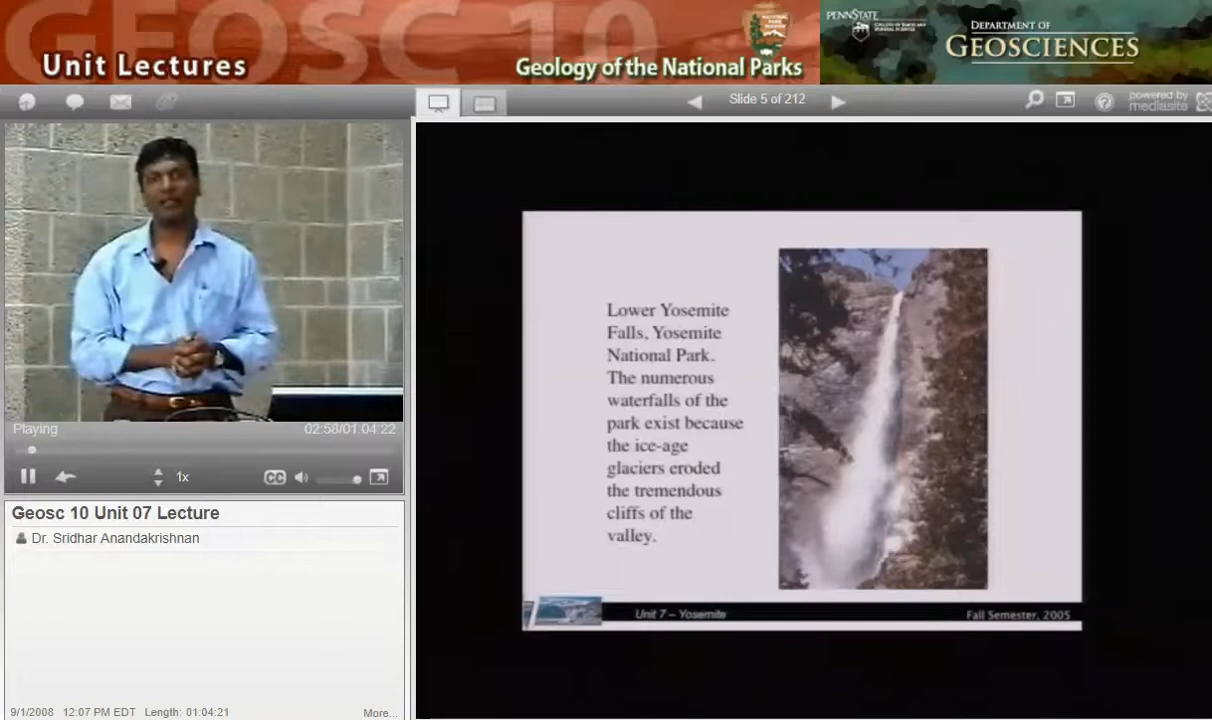 GEOSC 10
Unit Lectures
Geology of the National Parks
PENNSTATE
DEPARTMENT OF
GEOSCIENCES
Slide 5 of 212
powered by
mediasite
Playing
02:58/01:04:22
1x
CC
Geosc 10 Unit 07 Lecture
Dr. Sridhar Anandakrishnan
9/1/2008 12:07 PM EDT Length: 01:04:21
More...
Lower Yosemite
Falls, Yosemite
National Park.
The numerous
waterfalls of the
park exist because
the ice-age
glaciers eroded
the tremendous
cliffs of the
valley.
Unit 7 – Yosemite
Fall Semester, 2005